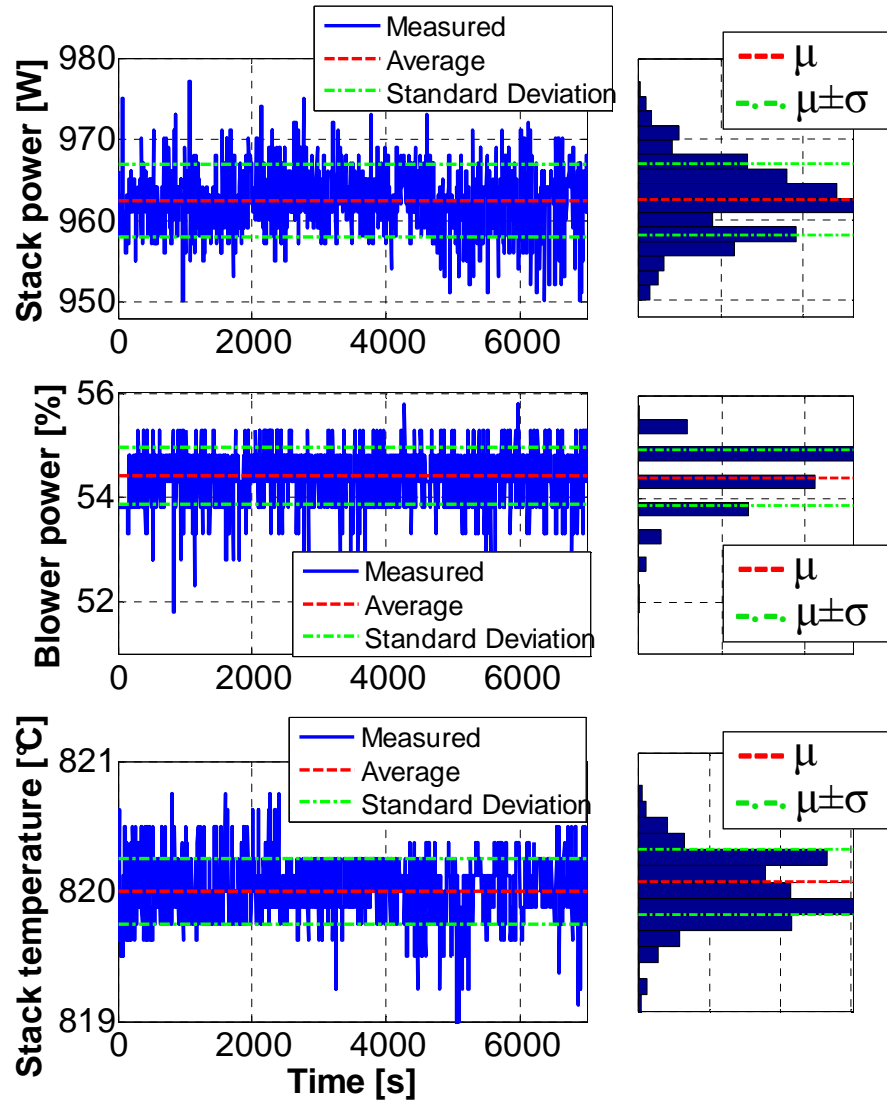 Measured
Average
Standard Deviation
μ
μ±σ
Stack power [W]
980
970
960
950
0 2000 4000 6000
Blower power [%]
56
54
52
Measured
Average
Standard Deviation
μ
μ±σ
0 2000 4000 6000
Measured
Average
Standard Deviation
μ
μ±σ
Stack temperature [°C]
821
820
819
0 2000 4000 6000
Time [s]